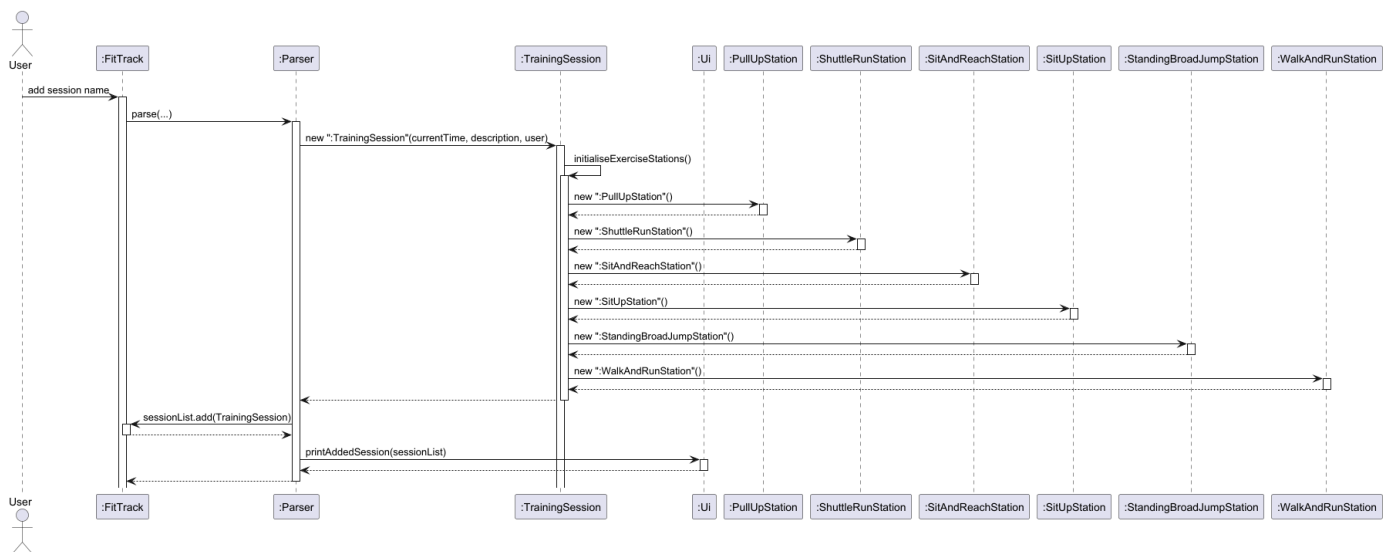 User
:FitTrack
:Parser
:TrainingSession
:Ui
:PullUpStation
:ShuttleRunStation
:SitAndReachStation
:SitUpStation
:StandingBroadJumpStation
:WalkAndRunStation
add session name
parse(...)
new ":TrainingSession"(currentTime, description, user)
initialiseExerciseStations()
new ":PullUpStation"()
new ":ShuttleRunStation"()
new ":SitAndReachStation"()
new ":SitUpStation"()
new ":StandingBroadJumpStation"()
new ":WalkAndRunStation"()
sessionList.add(TrainingSession)
printAddedSession(sessionList)
User
:FitTrack
:Parser
:TrainingSession
:Ui
:PullUpStation
:ShuttleRunStation
:SitAndReachStation
:SitUpStation
:StandingBroadJumpStation
:WalkAndRunStation